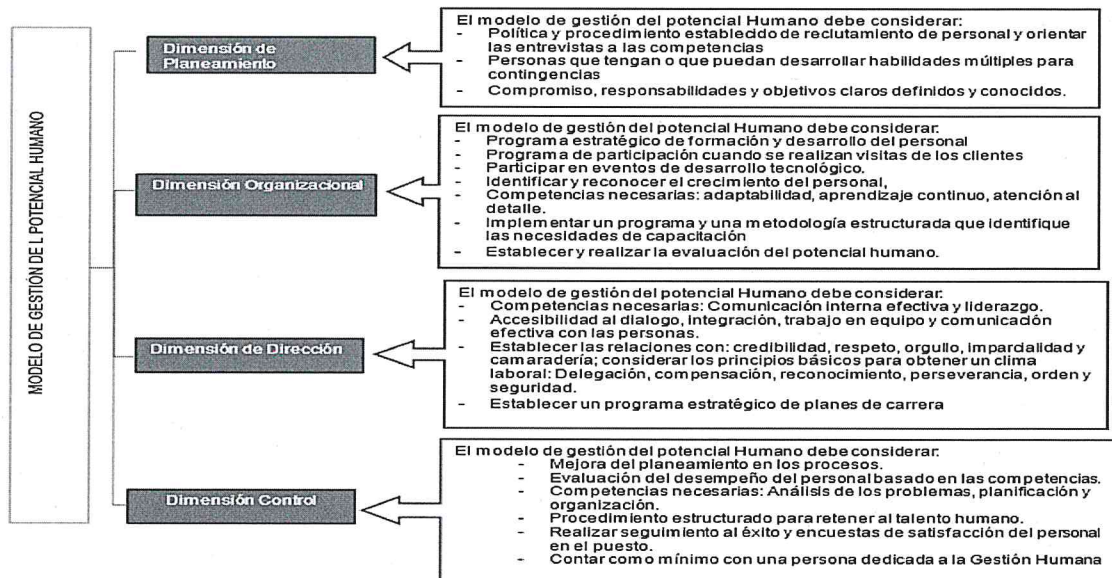 MODELO DE GESTIÓN DE L POTENCIAL HUMANO
Dimensión de
Planeamiento
El modelo de gestión del potencial Humano debe considerar:
- Política y procedimiento establecido de reclutamiento de personal y orientar
las entrevistas a las competencias
- Personas que tengan o que puedan desarrollar habilidades múltiples para
contingencias
- Compromiso, responsabilidades y objetivos claros definidos y conocidos.
Dimensión Organizacional
El modelo de gestión del potencial Humano debe considerar:
- Programa estratégico de formación y desarrollo del personal
- Programa de participación cuando se realizan visitas de los clientes
- Participar en eventos de desarrollo tecnológico.
- Identificar y reconocer el crecimiento del personal,
- Competencias necesarias: adaptabilidad, aprendizaje continuo, atención al
detalle.
- Implementar un programa y una metodología estructurada que identifique
las necesidades de capacitación
- Establecer y realizar la evaluación del potencial humano.
Dimensión de Dirección
El modelo de gestión del potencial Humano debe considerar:
- Competencias necesarias: Comunicación interna efectiva y liderazgo.
- Accesibilidad al dialogo, integración, trabajo en equipo y comunicación
efectiva con las personas.
- Establecer las relaciones con: credibilidad, respeto, orgullo, imparcialidad y
camaradería; considerar los principios básicos para obtener un clima
laboral: Delegación, compensación, reconocimiento, perseverancia, orden y
seguridad.
- Establecer un programa estratégico de planes de carrera
Dimensión Control
El modelo de gestión del potencial Humano debe considerar:
- Mejora del planeamiento en los procesos.
- Evaluación del desempeño del personal basado en las competencias.
- Competencias necesarias: Análisis de los problemas, planificación y
organización.
- Procedimiento estructurado para retener al talento humano.
- Realizar seguimiento al éxito y encuestas de satisfacción del personal
en el puesto.
- Contar como mínimo con una persona dedicada a la Gestión Humana